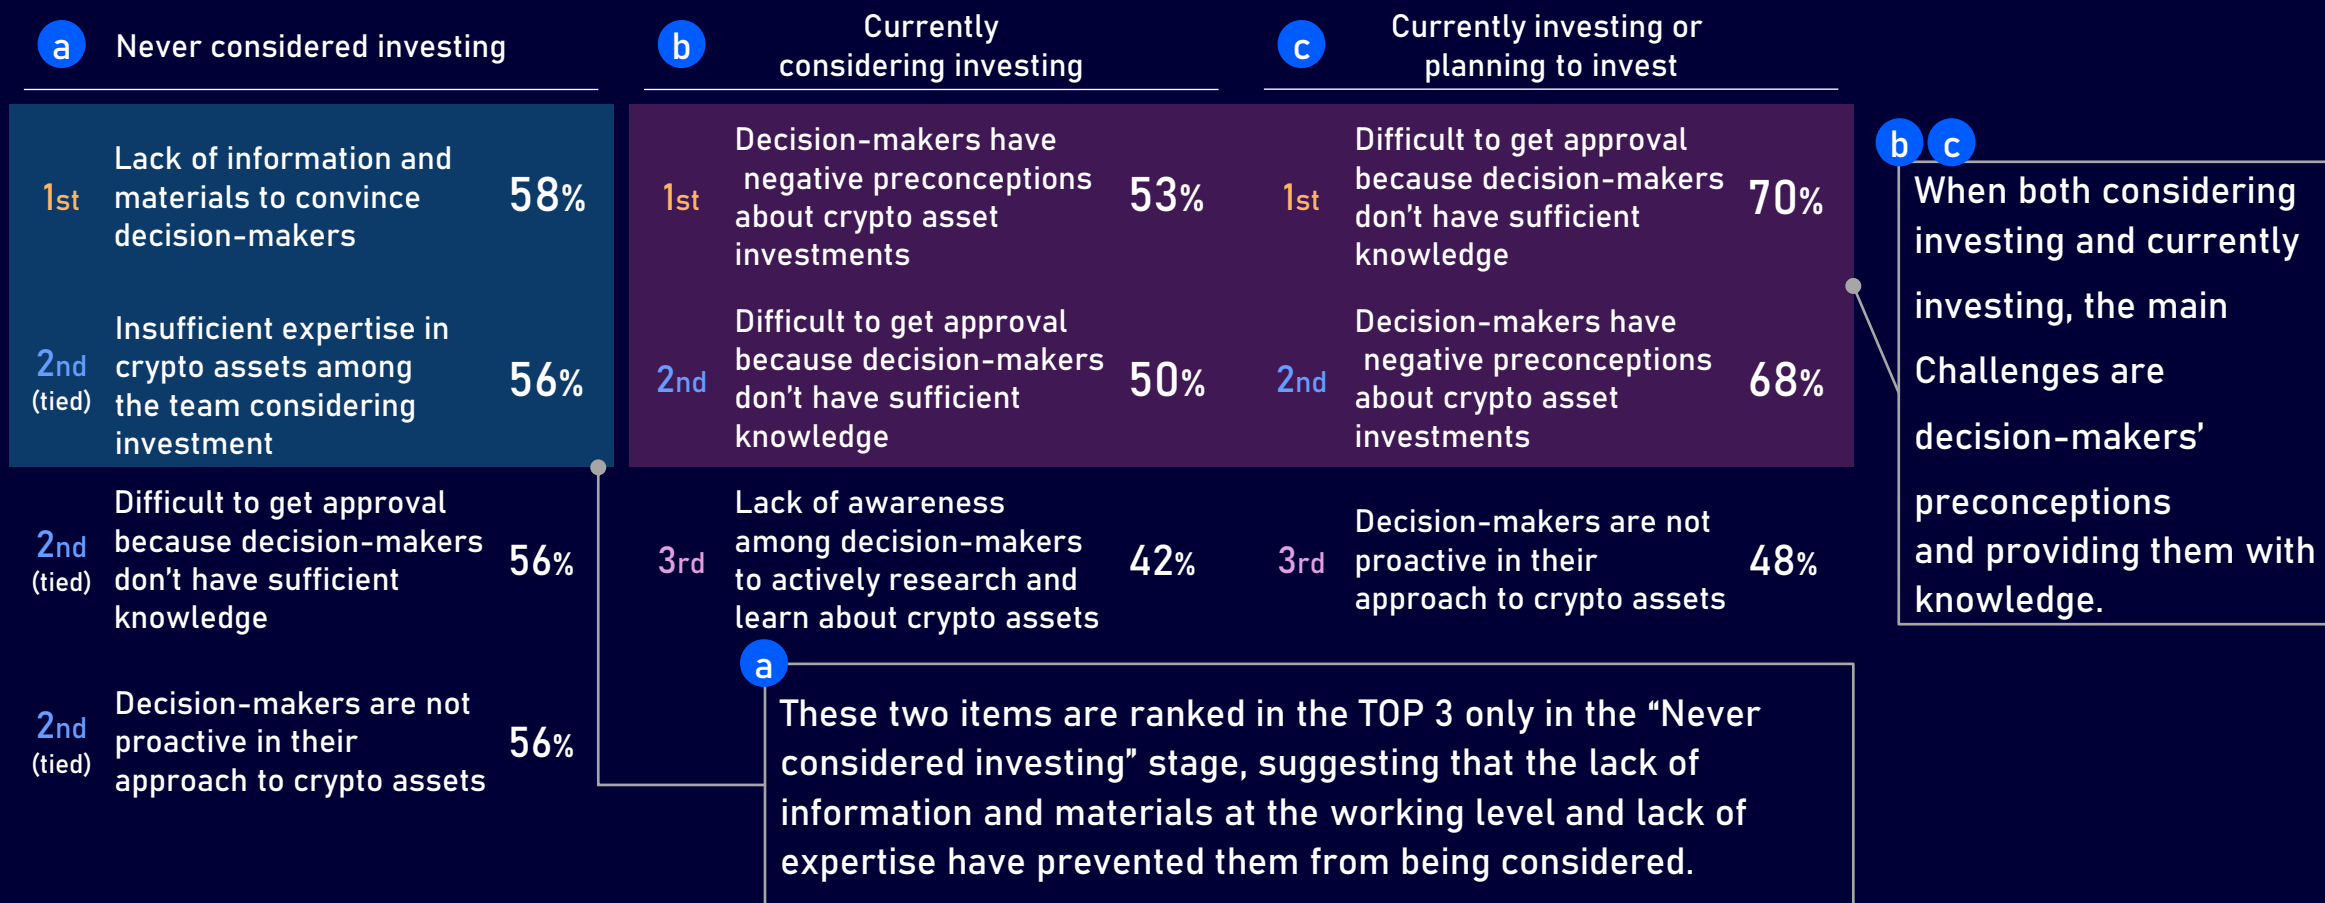 a
Never considered investing
1st
Lack of information and
materials to convince
decision-makers
58%
2nd
(tied)
Insufficient expertise in
crypto assets among
the team considering
investment
56%
2nd
(tied)
Difficult to get approval
because decision-makers
don't have sufficient
knowledge
56%
2nd
(tied)
Decision-makers are not
proactive in their
approach to crypto assets
56%
b
Currently
considering investing
1st
Decision-makers have
negative preconceptions
about crypto asset
investments
53%
2nd
Difficult to get approval
because decision-makers
don't have sufficient
knowledge
50%
3rd
Lack of awareness
among decision-makers
to actively research and
learn about crypto assets
42%
c
Currently investing or
planning to invest
1st
Difficult to get approval
because decision-makers
don't have sufficient
knowledge
70%
2nd
Decision-makers have
negative preconceptions
about crypto asset
investments
68%
3rd
Decision-makers are not
proactive in their
approach to crypto assets
48%
b c
When both considering
investing and currently
investing, the main
Challenges are
decision-makers'
preconceptions
and providing them with
knowledge.
a
These two items are ranked in the TOP 3 only in the “Never
considered investing” stage, suggesting that the lack of
information and materials at the working level and lack of
expertise have prevented them from being considered.